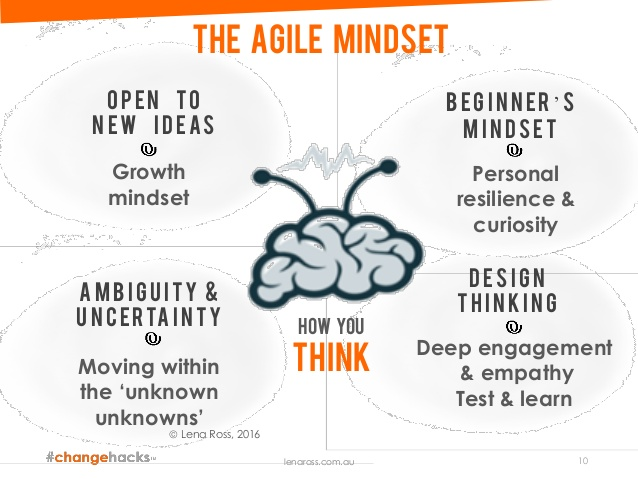 THE AGILE MINDSET
OPEN TO
NEW IDEAS
Growth
mindset
BEGINNER'S
MINDSET
Personal
resilience &
curiosity
AMBIGUITY &
UNCERTAINTY
Moving within
the ‘unknown
unknowns’
DESIGN
THINKING
Deep engagement
& empathy
Test & learn
HOW YOU
THINK
© Lena Ross, 2016
#changehacks™
lenaross.com.au
10